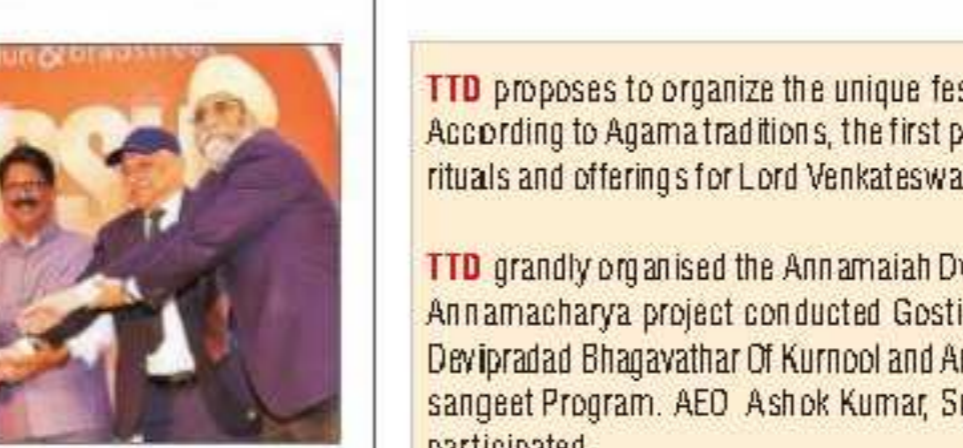 TTD proposes to organize the unique fes
According to Agama traditions, the first p
rituals and offerings for Lord Venkateswa
TTD grandly organised the Annamaiah D
Annamacharya project conducted Gosti
Devipradad Bhagavathar Of Kurnool and A
sangeet Program. AEO Ashok Kumar, S
participated